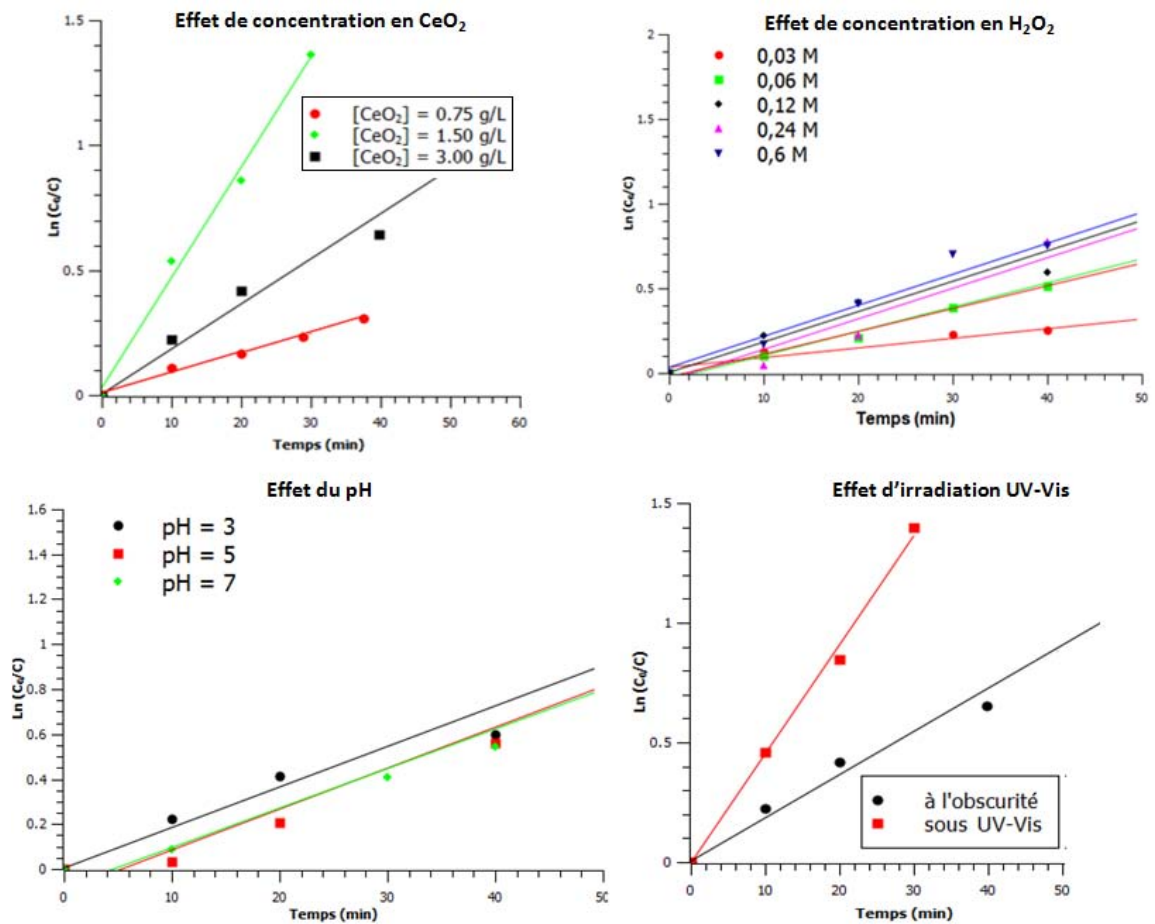 Effet de concentration en CeO₂
1.5
1
0.5
0
Ln (C₀/C)
[CeO₂] = 0.75 g/L
[CeO₂] = 1.50 g/L
[CeO₂] = 3.00 g/L
0 10 20 30 40 50 60
Temps (min)
Effet de concentration en H₂O₂
2
1.5
1
0.5
0
Ln (C₀/C)
0,03 M
0,06 M
0,12 M
0,24 M
0,6 M
0 10 20 30 40 50
Temps (min)
Effet du pH
1.6
1.4
1.2
1
0.8
0.6
0.4
0.2
0
Ln (C₀/C)
pH = 3
pH = 5
pH = 7
0 10 20 30 40 50
Temps (min)
Effet d’irradiation UV-Vis
1.5
1
0.5
0
Ln (C₀/C)
à l'obscurité
sous UV-Vis
0 10 20 30 40 50
Temps (min)